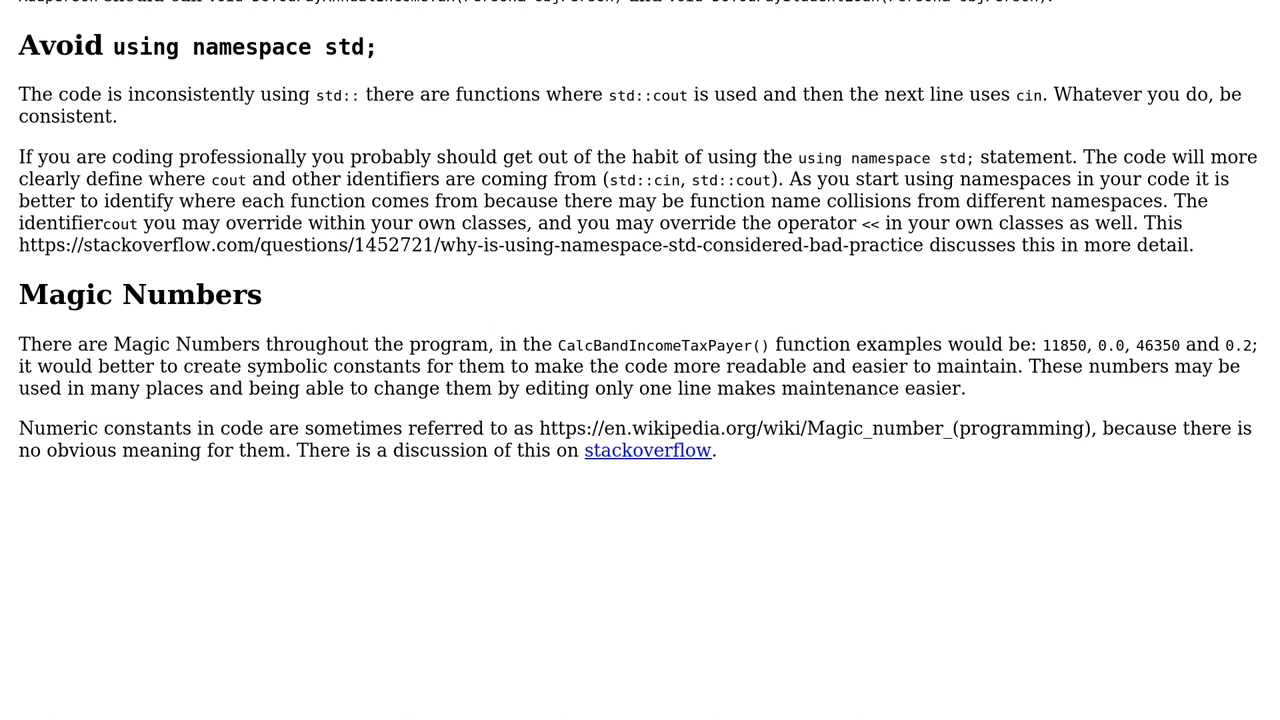 Avoid using namespace std;
The code is inconsistently using std:: there are functions where std::cout is used and then the next line uses cin. Whatever you do, be
consistent.
If you are coding professionally you probably should get out of the habit of using the using namespace std; statement. The code will more
clearly define where cout and other identifiers are coming from (std::cin, std::cout). As you start using namespaces in your code it is
better to identify where each function comes from because there may be function name collisions from different namespaces. The
identifiercout you may override within your own classes, and you may override the operator << in your own classes as well. This
https://stackoverflow.com/questions/1452721/why-is-using-namespace-std-considered-bad-practice discusses this in more detail.
Magic Numbers
There are Magic Numbers throughout the program, in the CalcBandIncomeTaxPayer() function examples would be: 11850, 0.0, 46350 and 0.2;
it would better to create symbolic constants for them to make the code more readable and easier to maintain. These numbers may be
used in many places and being able to change them by editing only one line makes maintenance easier.
Numeric constants in code are sometimes referred to as https://en.wikipedia.org/wiki/Magic_number_(programming), because there is
no obvious meaning for them. There is a discussion of this on stackoverflow.